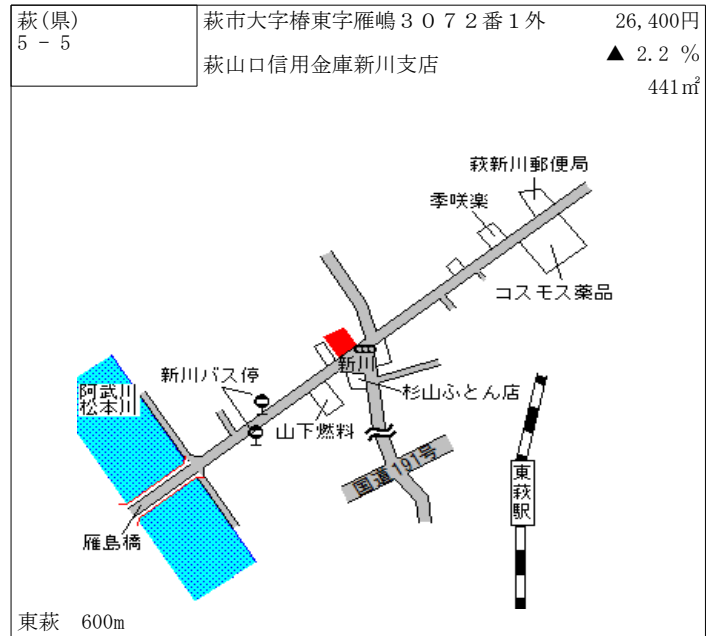 萩(県)
5 - 5
萩市大字椿東字雁嶋３０７２番１外
26,400円
萩山口信用金庫新川支店
▲ 2.2 %
441㎡
萩新川郵便局
季咲楽
コスモス薬品
新川
新川バス停
杉山ふとん店
阿武川
松本川
山下燃料
国道191号
東萩駅
雁島橋
東萩 600m